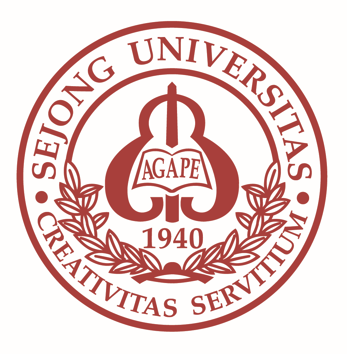 SEJONG UNIVERSITAS
AGAPE
1940
CREATIVITAS SERVITIUM